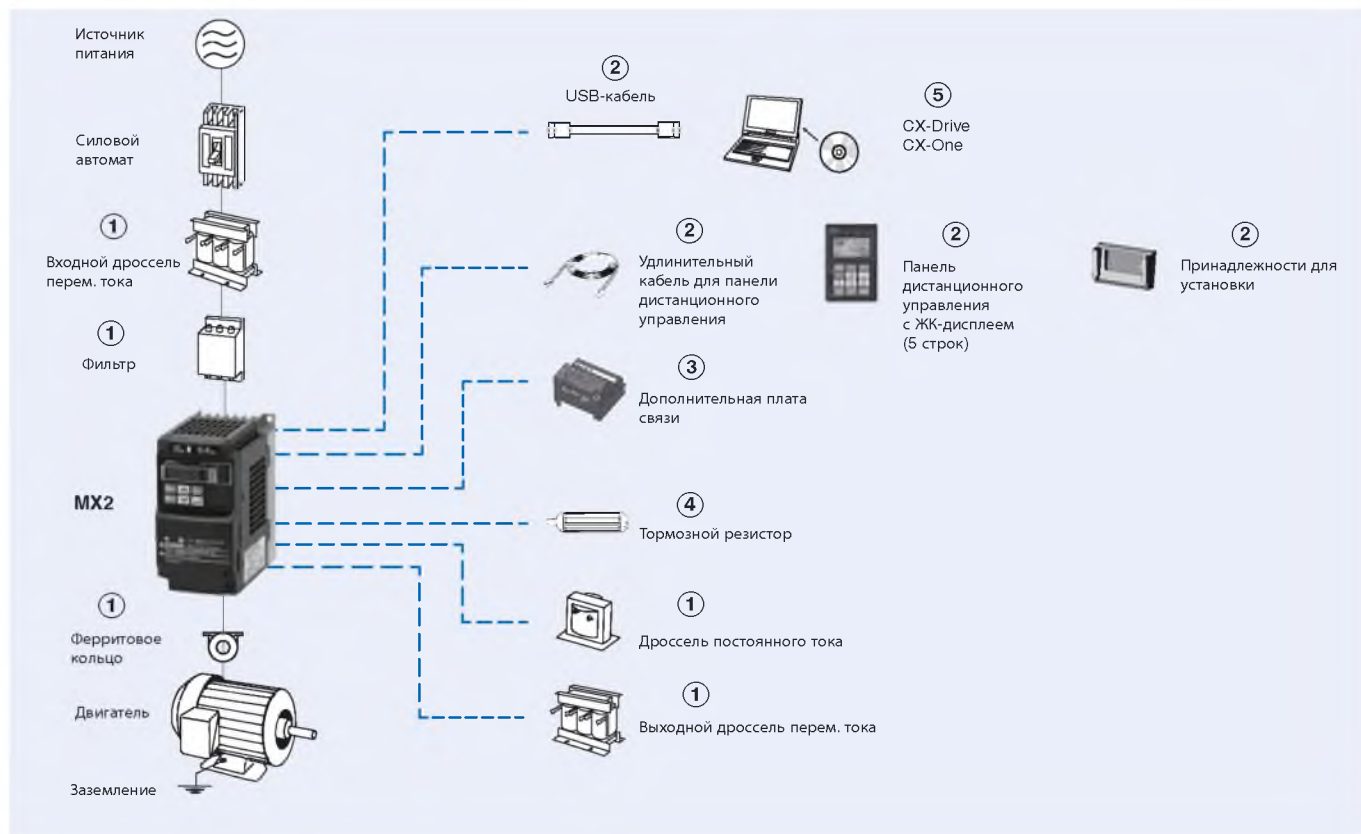 Источник
питания
Силовой
автомат
1
Входной дроссель
перем. тока
1
Фильтр
MX2
1
Ферритовое
кольцо
Двигатель
Заземление
2
USB-кабель
5
CX-Drive
CX-One
2
Удлинительный
кабель для панели
дистанционного
управления
2
Панель
дистанционного
управления
с ЖК-дисплеем
(5 строк)
2
Принадлежности для
установки
3
Дополнительная плата
связи
4
Тормозной резистор
1
Дроссель постоянного тока
1
Выходной дроссель перем. тока